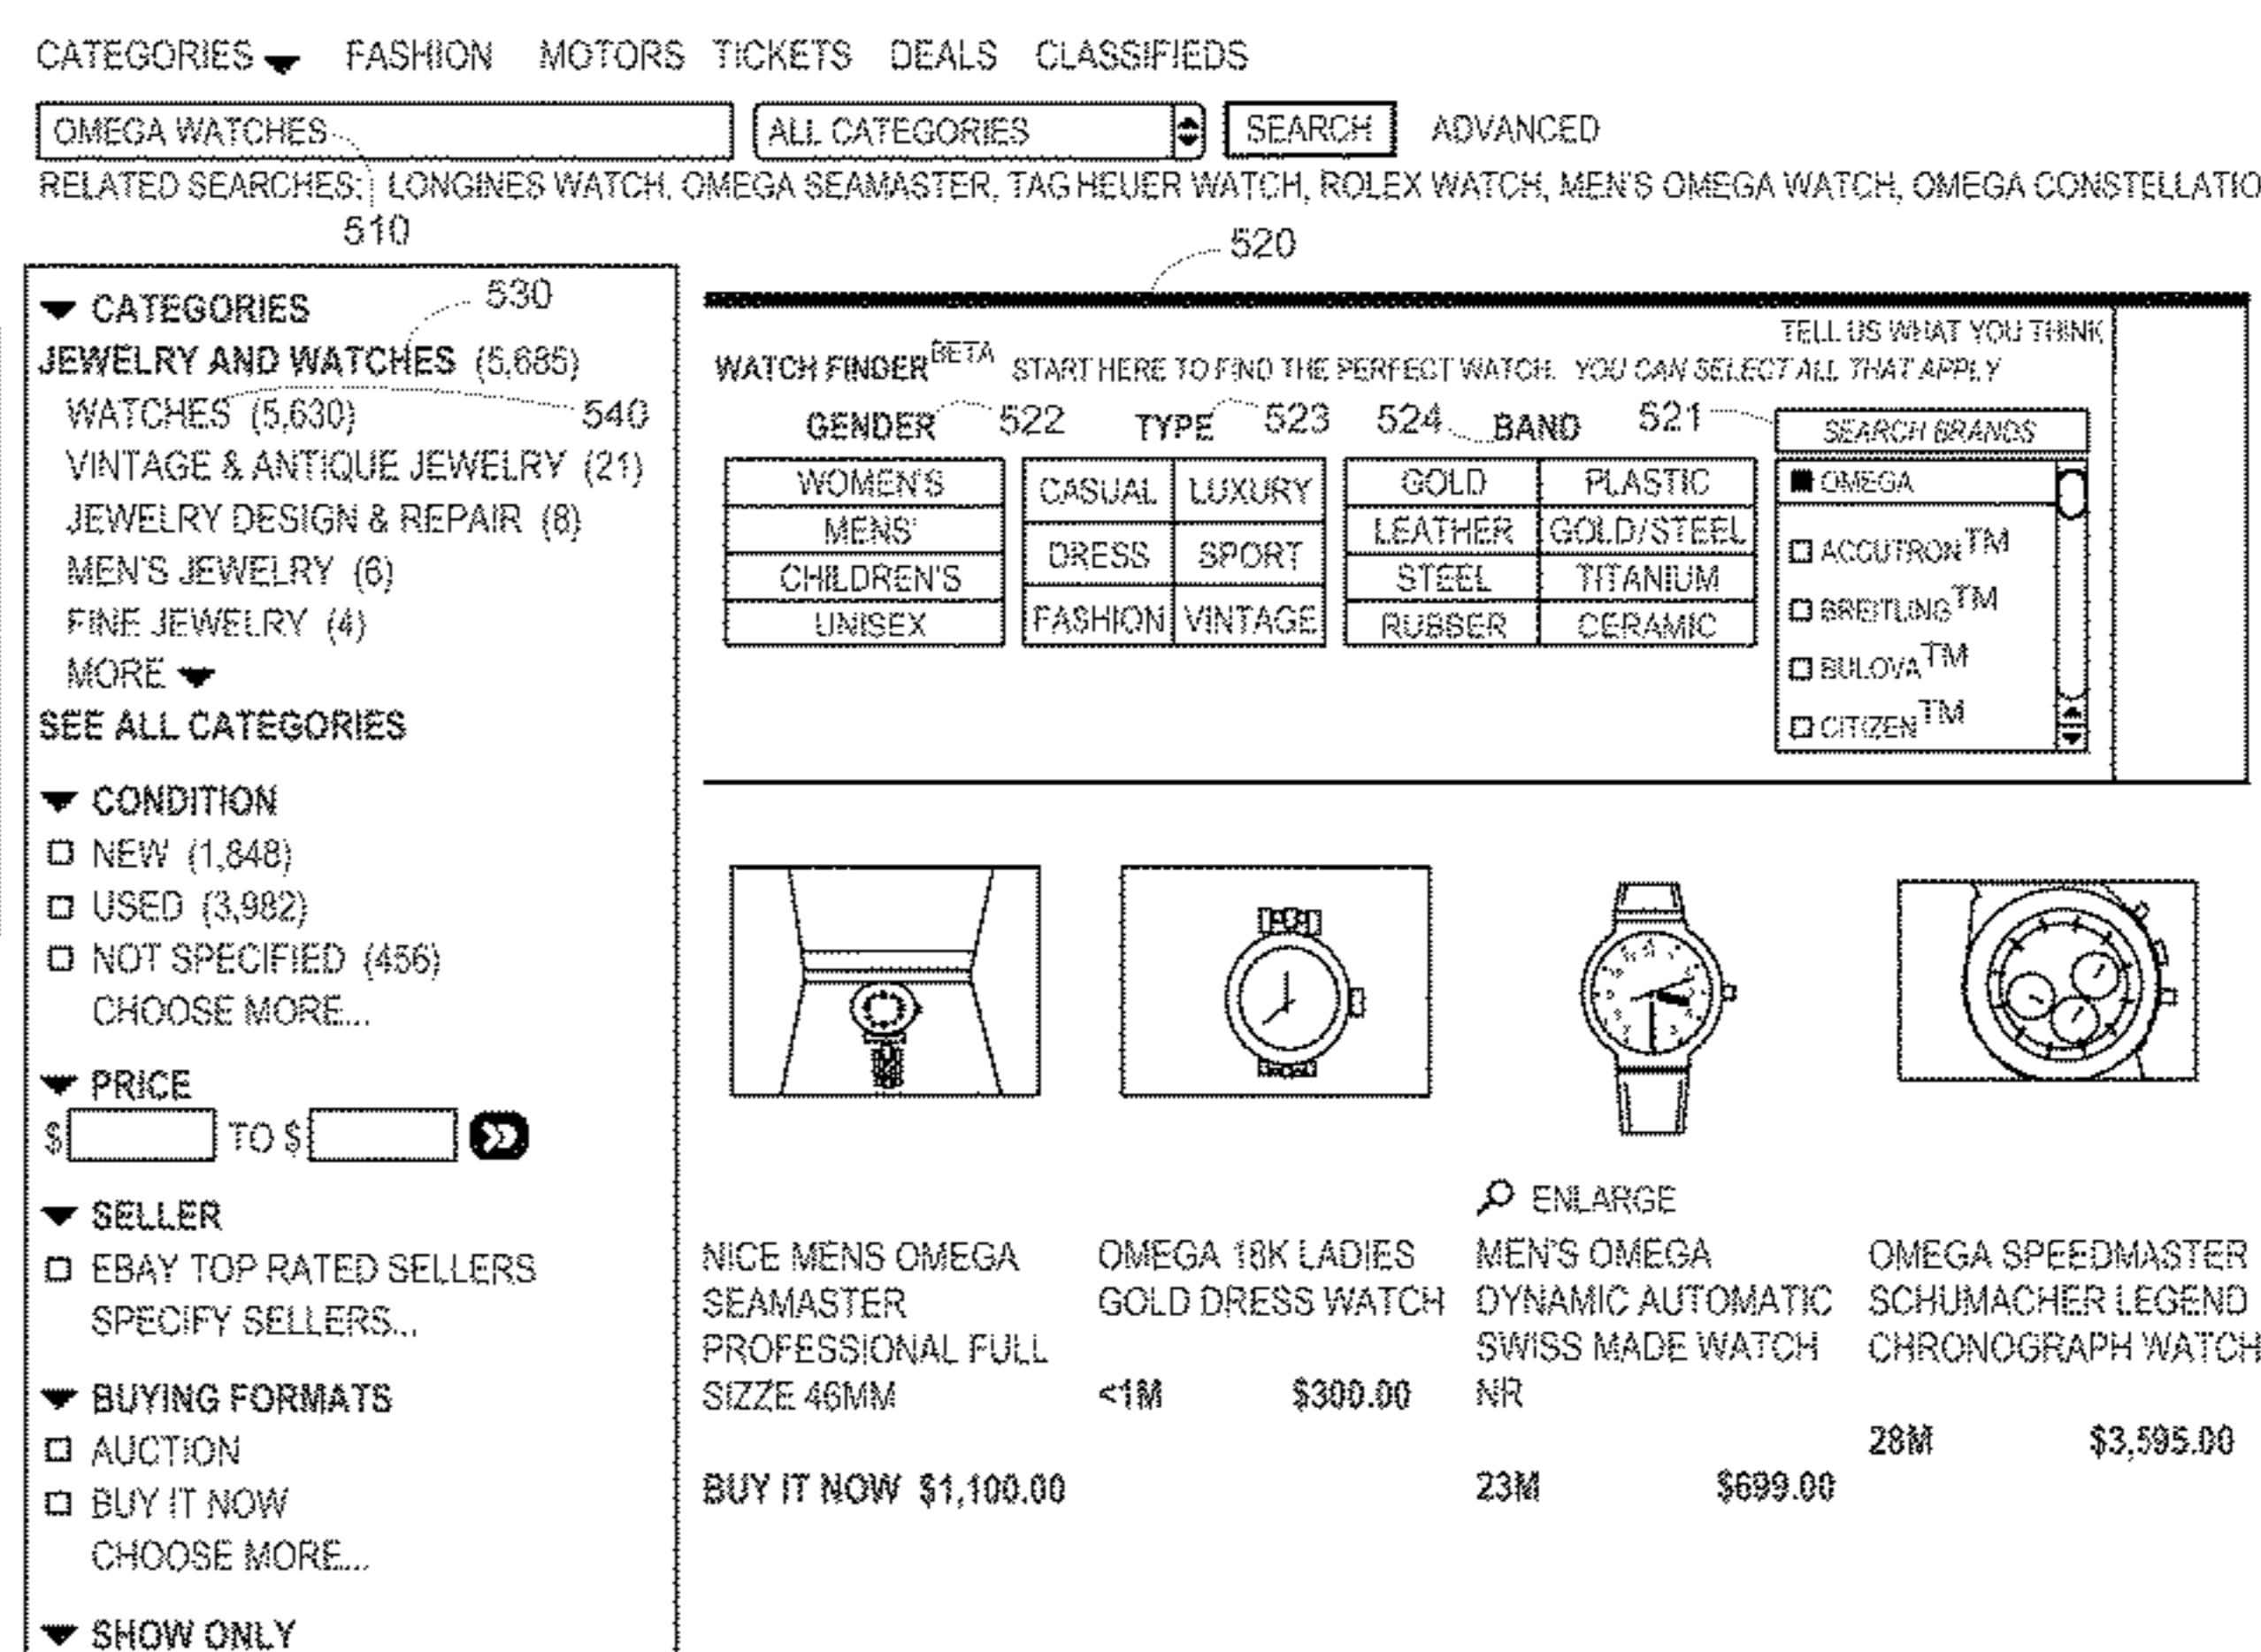 CATEGORIES FASHION MOTORS TICKETS DEALS CLASSIFIEDS
OMEGA WATCHES ALL CATEGORIES SEARCH ADVANCED
RELATED SEARCHES: LONGINES WATCH, OMEGA SEAMASTER, TAG HEUER WATCH, ROLEX WATCH, MEN'S OMEGA WATCH, OMEGA CONSTELLATIO
510
520
CATEGORIES 530
JEWELRY AND WATCHES (5,685)
WATCHES (5,630) 540
VINTAGE & ANTIQUE JEWELRY (21)
JEWELRY DESIGN & REPAIR (8)
MEN'S JEWELRY (6)
FINE JEWELRY (4)
MORE
SEE ALL CATEGORIES
CONDITION
NEW (1,848)
USED (3,982)
NOT SPECIFIED (456)
CHOOSE MORE...
PRICE
$ TO $
SELLER
EBAY TOP RATED SELLERS
SPECIFY SELLERS...
BUYING FORMATS
AUCTION
BUY IT NOW
CHOOSE MORE...
SHOW ONLY
TELL US WHAT YOU THINK
WATCH FINGER BETA START HERE TO FIND THE PERFECT WATCH. YOU CAN SELECT ALL THAT APPLY
GENDER 522
WOMEN'S
MENS'
CHILDREN'S
UNISEX
TYPE 523
CASUAL LUXURY
DRESS SPORT
FASHION VINTAGE
524 BAND
GOLD PLASTIC
LEATHER GOLD/STEEL
STEEL TITANIUM
RUBBER CERAMIC
521 SEARCH BRANDS
OMEGA
ACCUTRON TM
BREITLING TM
BULOVA TM
CITIZEN TM
NICE MENS OMEGA
SEAMASTER
PROFESSIONAL FULL
SIZZE 46MM
BUY IT NOW $1,100.00
OMEGA 18K LADIES
GOLD DRESS WATCH
<1M $300.00
ENLARGE
MEN'S OMEGA
DYNAMIC AUTOMATIC
SWISS MADE WATCH
NR
23M $699.00
OMEGA SPEEDMASTER
SCHUMACHER LEGEND
CHRONOGRAPH WATCH
28M $3,595.00